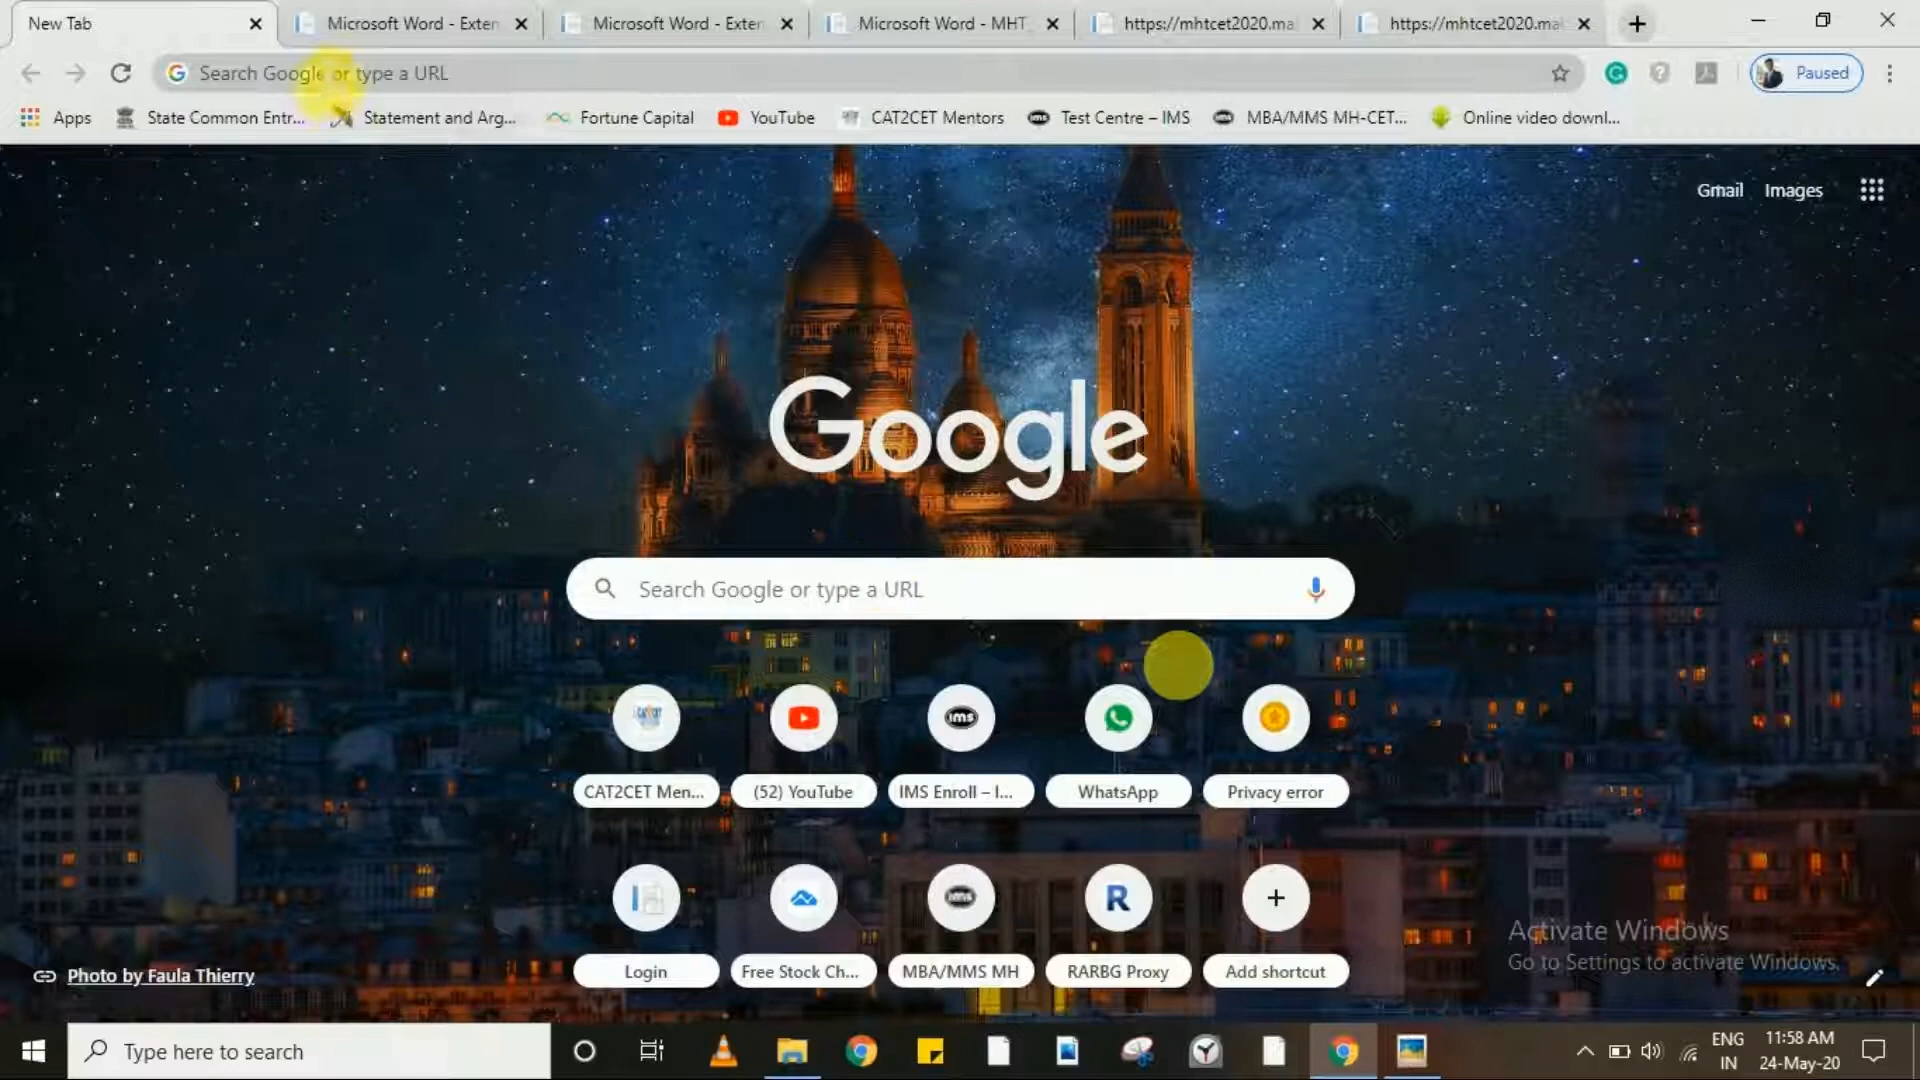 New Tab
Microsoft Word - Exten
Microsoft Word - Exten
Microsoft Word - MHT
https://mhtcet2020.ma
https://mhtcet2020.ma
Search Google or type a URL
Paused
Apps
State Common Entr...
Statement and Arg...
Fortune Capital
YouTube
CAT2CET Mentors
Test Centre – IMS
MBA/MMS MH-CET...
Online video downl...
Gmail
Images
Google
Search Google or type a URL
ims
CAT2CET Men...
(52) YouTube
IMS Enroll – I...
WhatsApp
Privacy error
R
Login
Free Stock Ch...
MBA/MMS MH
RARBG Proxy
Add shortcut
Activate Windows
Go to Settings to activate Windows.
Photo by Faula Thierry
Type here to search
ENG
IN
11:58 AM
24-May-20